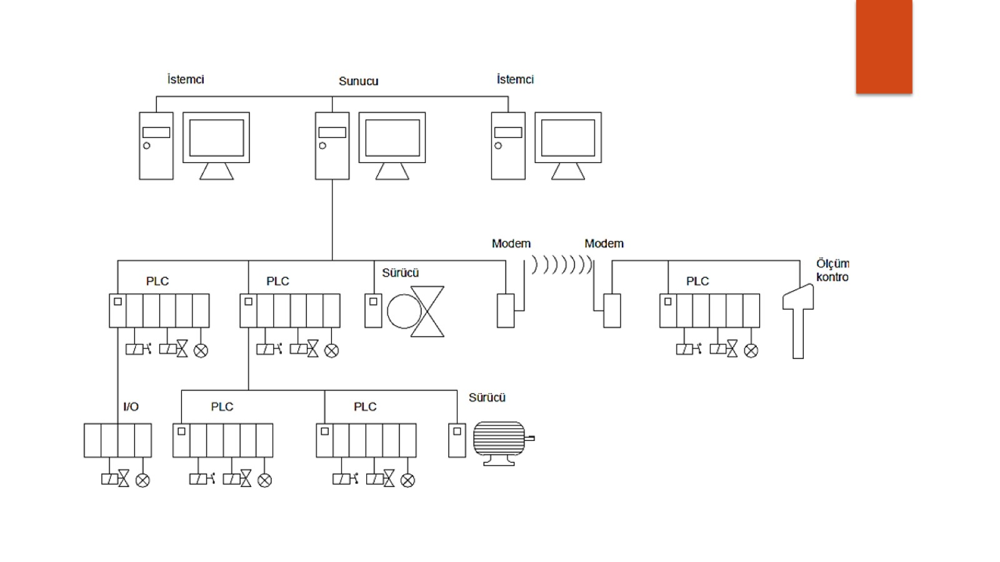 İstemci
Sunucu
İstemci
Modem
Modem
Ölçüm
kontro
Sürücü
PLC
PLC
PLC
Sürücü
I/O
PLC
PLC